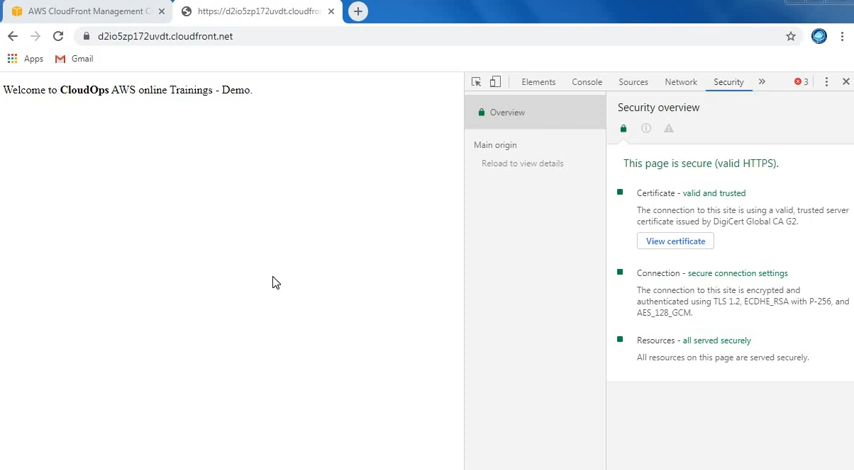 AWS CloudFront Management C
https://d2io5zp172uvdt.cloudfro
d2io5zp172uvdt.cloudfront.net
Apps
Gmail
Welcome to CloudOps AWS online Trainings - Demo.
Elements
Console
Sources
Network
Security
3
Overview
Main origin
Reload to view details
Security overview
This page is secure (valid HTTPS).
Certificate - valid and trusted
The connection to this site is using a valid, trusted server
certificate issued by DigiCert Global CA G2.
View certificate
Connection - secure connection settings
The connection to this site is encrypted and
authenticated using TLS 1.2, ECDHE_RSA with P-256, and
AES_128_GCM.
Resources - all served securely
All resources on this page are served securely.